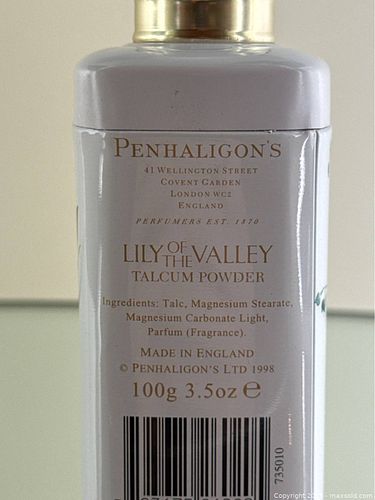 PENHALIGON'S
41 WELLINGTON STREET
COVENT GARDEN
LONDON WC2
ENGLAND
PERFUMERS EST. 1870
LILY OF THE VALLEY
TALCUM POWDER
Ingredients: Talc, Magnesium Stearate,
Magnesium Carbonate Light,
Parfum (Fragrance).
MADE IN ENGLAND
© PENHALIGON'S LTD 1998
100g 3.5oz ℮
735010